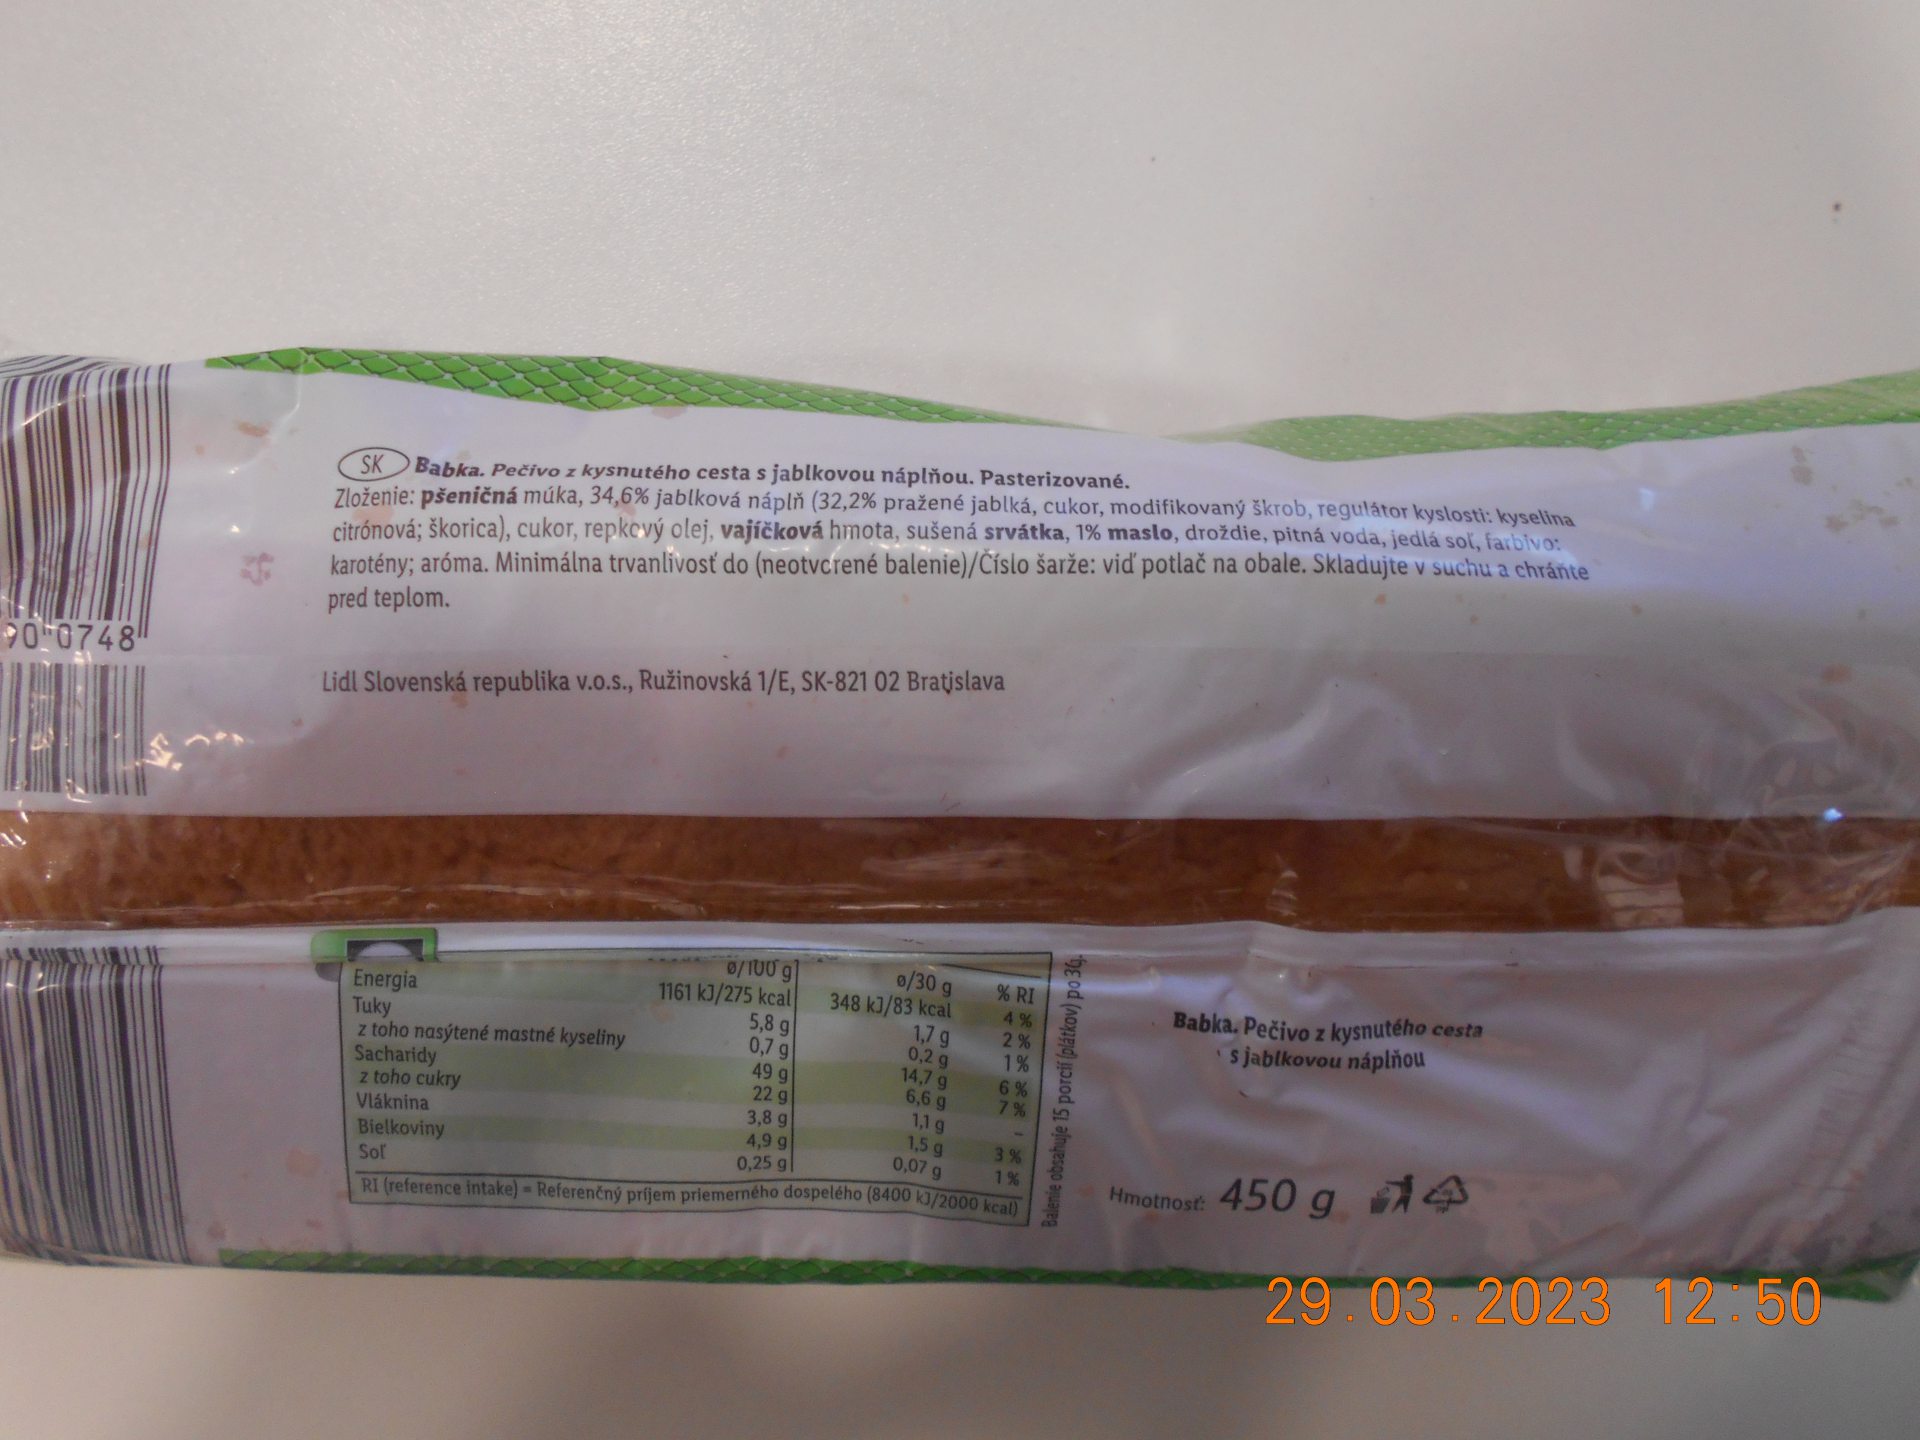 SK Babka. Pečivo z kysnutého cesta s jablkovou náplňou. Pasterizované.
Zloženie: pšeničná múka, 34,6% jablková náplň (32,2% pražené jablká, cukor, modifikovaný škrob, regulátor kyslosti: kyselina
citrónová; škorica), cukor, repkový olej, vajíčková hmota, sušená srvátka, 1% maslo, droždie, pitná voda, jedlá soľ, farbivo:
karotény; aróma. Minimálna trvanlivosť do (neotvorené balenie)/Číslo šarže: viď potlač na obale. Skladujte v suchu a chráňte
pred teplom.
90 0748
Lidl Slovenská republika v.o.s., Ružinovská 1/E, SK-821 02 Bratislava
ø/100 g ø/30 g % RI
Energia 1161 kJ/275 kcal 348 kJ/83 kcal 4 %
Tuky 5,8 g 1,7 g 2 %
z toho nasýtené mastné kyseliny 0,7 g 0,2 g 1 %
Sacharidy 49 g 14,7 g 6 %
z toho cukry 22 g 6,6 g 7 %
Vláknina 3,8 g 1,1 g -
Bielkoviny 4,9 g 1,5 g 3 %
Soľ 0,25 g 0,07 g 1 %
RI (reference intake) = Referenčný príjem priemerného dospelého (8400 kJ/2000 kcal)
Balenie obsahuje 15 porcií (plátkov) po
Babka. Pečivo z kysnutého cesta
s jablkovou náplňou
Hmotnosť: 450 g
29.03.2023 12:50